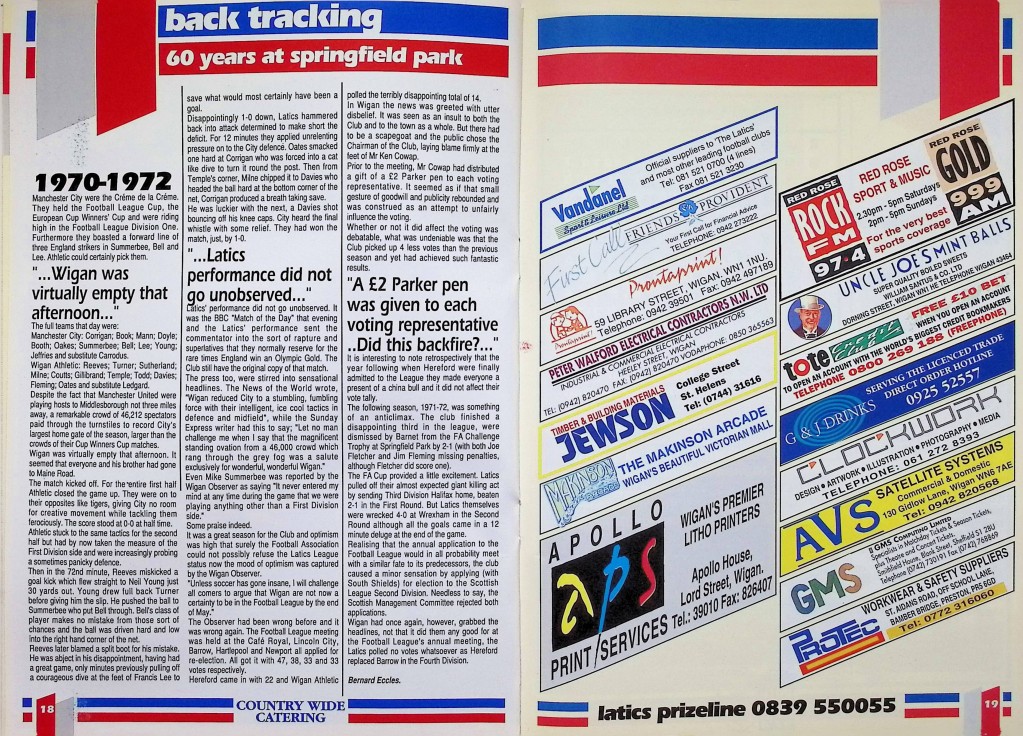 back tracking
60 years at springfield park
1970-1972
Manchester City were the Crème de la Crème.
They held the Football League Cup, the
European Cup Winners' Cup and were riding
high in the Football League Division One.
Furthermore they boasted a forward line of
three England strikers in Summerbee, Bell and
Lee. Athletic could certainly pick them.
"...Wigan was
virtually empty that
afternoon..."
The full teams that day were:
Manchester City: Corrigan; Book; Mann; Doyle;
Booth; Oakes; Summerbee; Bell; Lee; Young;
Jeffries and substitute Carrodus.
Wigan Athletic: Reeves; Turner; Sutherland;
Milne; Coutts; Gillibrand; Temple; Todd; Davies;
Fleming; Oates and substitute Ledgard.
Despite the fact that Manchester United were
playing hosts to Middlesborough not three miles
away, a remarkable crowd of 46,212 spectators
paid through the turnstiles to record City's
largest home gate of the season, larger than the
crowds of their Cup Winners Cup matches.
Wigan was virtually empty that afternoon. It
seemed that everyone and his brother had gone
to Maine Road.
The match kicked off. For the entire first half
Athletic closed the game up. They were on to
their opposites like tigers, giving City no room
for creative movement while tackling them
ferociously. The score stood at 0-0 at half time.
Athletic stuck to the same tactics for the second
half but had by now taken the measure of the
First Division side and were increasingly probing
a sometimes panicky defence.
Then in the 72nd minute, Reeves miskicked a
goal kick which flew straight to Neil Young just
30 yards out. Young drew full back Turner
before giving him the slip. He pushed the ball to
Summerbee who put Bell through. Bell's class of
player makes no mistake from those sort of
chances and the ball was driven hard and low
into the right hand corner of the net.
Reeves later blamed a split boot for his mistake.
He was abject in his disappointment, having had
a great game, only minutes previously pulling off
a courageous dive at the feet of Francis Lee to
save what would most certainly have been a
goal.
Disappointingly 1-0 down, Latics hammered
back into attack determined to make short the
deficit. For 12 minutes they applied unrelenting
pressure on to the City defence. Oates smacked
one hard at Corrigan who was forced into a cat
like dive to turn it round the post. Then from
Temple's corner, Milne chipped it to Davies who
headed the ball hard at the bottom corner of the
net, Corrigan produced a breath taking save.
He was luckier with the next, a Davies shot
bouncing off his knee caps. City heard the final
whistle with some relief. They had won the
match, just, by 1-0.
"...Latics
performance did not
go unobserved..."
Latics' performance did not go unobserved. It
was the BBC "Match of the Day" that evening
and the Latics' performance sent the
commentator into the sort of rapture and
superlatives that they normally reserve for the
rare times England win an Olympic Gold. The
Club still have the original copy of that match.
The press too, were stirred into sensational
headlines. The News of the World wrote,
"Wigan reduced City to a stumbling, fumbling
force with their intelligent, ice cool tactics in
defence and midfield", while the Sunday
Express writer had this to say; "Let no man
challenge me when I say that the magnificent
standing ovation from a 46,000 crowd which
rang through the grey fog was a salute
exclusively for wonderful, wonderful Wigan."
Even Mike Summerbee was reported by the
Wigan Observer as saying "It never entered my
mind at any time during the game that we were
playing anything other than a First Division
side."
Some praise indeed.
It was a great season for the Club and optimism
was high that surely the Football Association
could not possibly refuse the Latics League
status now the mood of optimism was captured
by the Wigan Observer.
"Unless soccer has gone insane, I will challenge
all comers to argue that Wigan are not now a
certainty to be in the Football League by the end
of May."
The Observer had been wrong before and it
was wrong again. The Football League meeting
was held at the Café Royal, Lincoln City,
Barrow, Hartlepool and Newport all applied for
re-election. All got it with 47, 38, 33 and 33
votes respectively.
Hereford came in with 22 and Wigan Athletic
polled the terribly disappointing total of 14.
In Wigan the news was greeted with utter
disbelief. It was seen as an insult to both the
Club and to the town as a whole. But there had
to be a scapegoat and the public chose the
Chairman of the Club, laying blame firmly at the
feet of Mr Ken Cowap.
Prior to the meeting, Mr Cowap had distributed
a gift of a £2 Parker pen to each voting
representative. It seemed as if that small
gesture of goodwill and publicity rebounded and
was construed as an attempt to unfairly
influence the voting.
Whether or not it did affect the voting was
debatable, what was undeniable was that the
Club picked up 4 less votes than the previous
season and yet had achieved such fantastic
results.
"A £2 Parker pen
was given to each
voting representative
..Did this backfire?..."
It is interesting to note retrospectively that the
year following when Hereford were finally
admitted to the League they made everyone a
present of a china bull and it did not affect their
vote tally.
The following season, 1971-72, was something
of an anticlimax. The club finished a
disappointing third in the league, were
dismissed by Barnet from the FA Challenge
Trophy at Springfield Park by 2-1 (with both Joe
Fletcher and Jim Fleming missing penalties,
although Fletcher did score one).
The FA Cup provided a little excitement. Latics
pulled off their almost expected giant killing act
by sending Third Division Halifax home, beaten
2-1 in the First Round. But Latics themselves
were wrecked 4-0 at Wrexham in the Second
Round although all the goals came in a 12
minute deluge at the end of the game.
Realising that the annual application to the
Football League would in all probability meet
with a similar fate to its predecessors, the club
caused a minor sensation by applying (with
South Shields) for election to the Scottish
League Second Division. Needless to say, the
Scottish Management Committee rejected both
applications.
Wigan had once again, however, grabbed the
headlines, not that it did them any good for at
the Football League's annual meeting, the
Latics polled no votes whatsoever as Hereford
replaced Barrow in the Fourth Division.
Bernard Eccles.
18
COUNTRY WIDE
CATERING
Vandanel
Sport & Leisure Ltd
Official suppliers to 'The Latics'
and most other leading football clubs
Tel: 081 521 0700 (4 lines)
Fax 081 521 3230
First Call
FRIENDS PROVIDENT
Your First Call for Financial Advice
TELEPHONE: 0942 273222
Prontaprint
Prontaprint!
59 LIBRARY STREET, WIGAN, WN1 1NU.
Telephone: 0942 39501 Fax: 0942 497189
PETER WALFORD ELECTRICAL CONTRACTORS N.W. LTD
INDUSTRIAL & COMMERCIAL ELECTRICAL CONTRACTORS
HEELEY STREET, WIGAN
TEL: (0942) 820470 FAX: (0942) 820470 VODAPHONE: 0850 365563
TIMBER & BUILDING MATERIALS
JEWSON
College Street
St. Helens
Tel: (0744) 31616
MAKINSON
ARCADE
THE MAKINSON ARCADE
WIGAN'S BEAUTIFUL VICTORIAN MALL
APOLLO
aps
PRINT/SERVICES
WIGAN'S PREMIER
LITHO PRINTERS
Apollo House,
Lord Street, Wigan.
Tel.: 39010 Fax: 826407
RED ROSE
ROCK
FM
97·4
RED ROSE
SPORT & MUSIC
2.30pm - 5pm Saturdays
2pm - 5pm Sundays
For the very best
sports coverage
RED ROSE
GOLD
999
AM
UNCLE JOE'S MINT BALLS
SUPER QUALITY BOILED SWEETS
WILLIAM SANTUS & CO. LTD
DORNING STREET, WIGAN WN1 HE TELEPHONE WIGAN 43464
tote
credit
FREE £10 BET
WHEN YOU OPEN AN ACCOUNT
TO OPEN AN ACCOUNT WITH THE WORLD'S BIGGEST CREDIT BOOKMAKERS
TELEPHONE 0800 269 188 (FREEPHONE)
G & J DRINKS
SERVING THE LICENCED TRADE
DIRECT ORDER HOTLINE
0925 52557
CLOCKWORK
DESIGN • ARTWORK • ILLUSTRATION • PHOTOGRAPHY • MEDIA
TELEPHONE: 061 272 8393
AVS
SATELLITE SYSTEMS
Commercial & Domestic
130 Gidlow Lane, Wigan WN6 7AE
Tel: 0942 820568
GMS
GMS COMPUTING LIMITED
Specialists in Matchday Tickets & Season Tickets,
plus Theatre and Concert Tickets.
PROTEC
WORKWEAR & SAFETY SUPPLIERS
ST. AIDANS ROAD, OFF SCHOOL LANE,
BAMBER BRIDGE, PRESTON, PR5 6GD
Tel: 0772 316060
latics prizeline 0839 550055
19